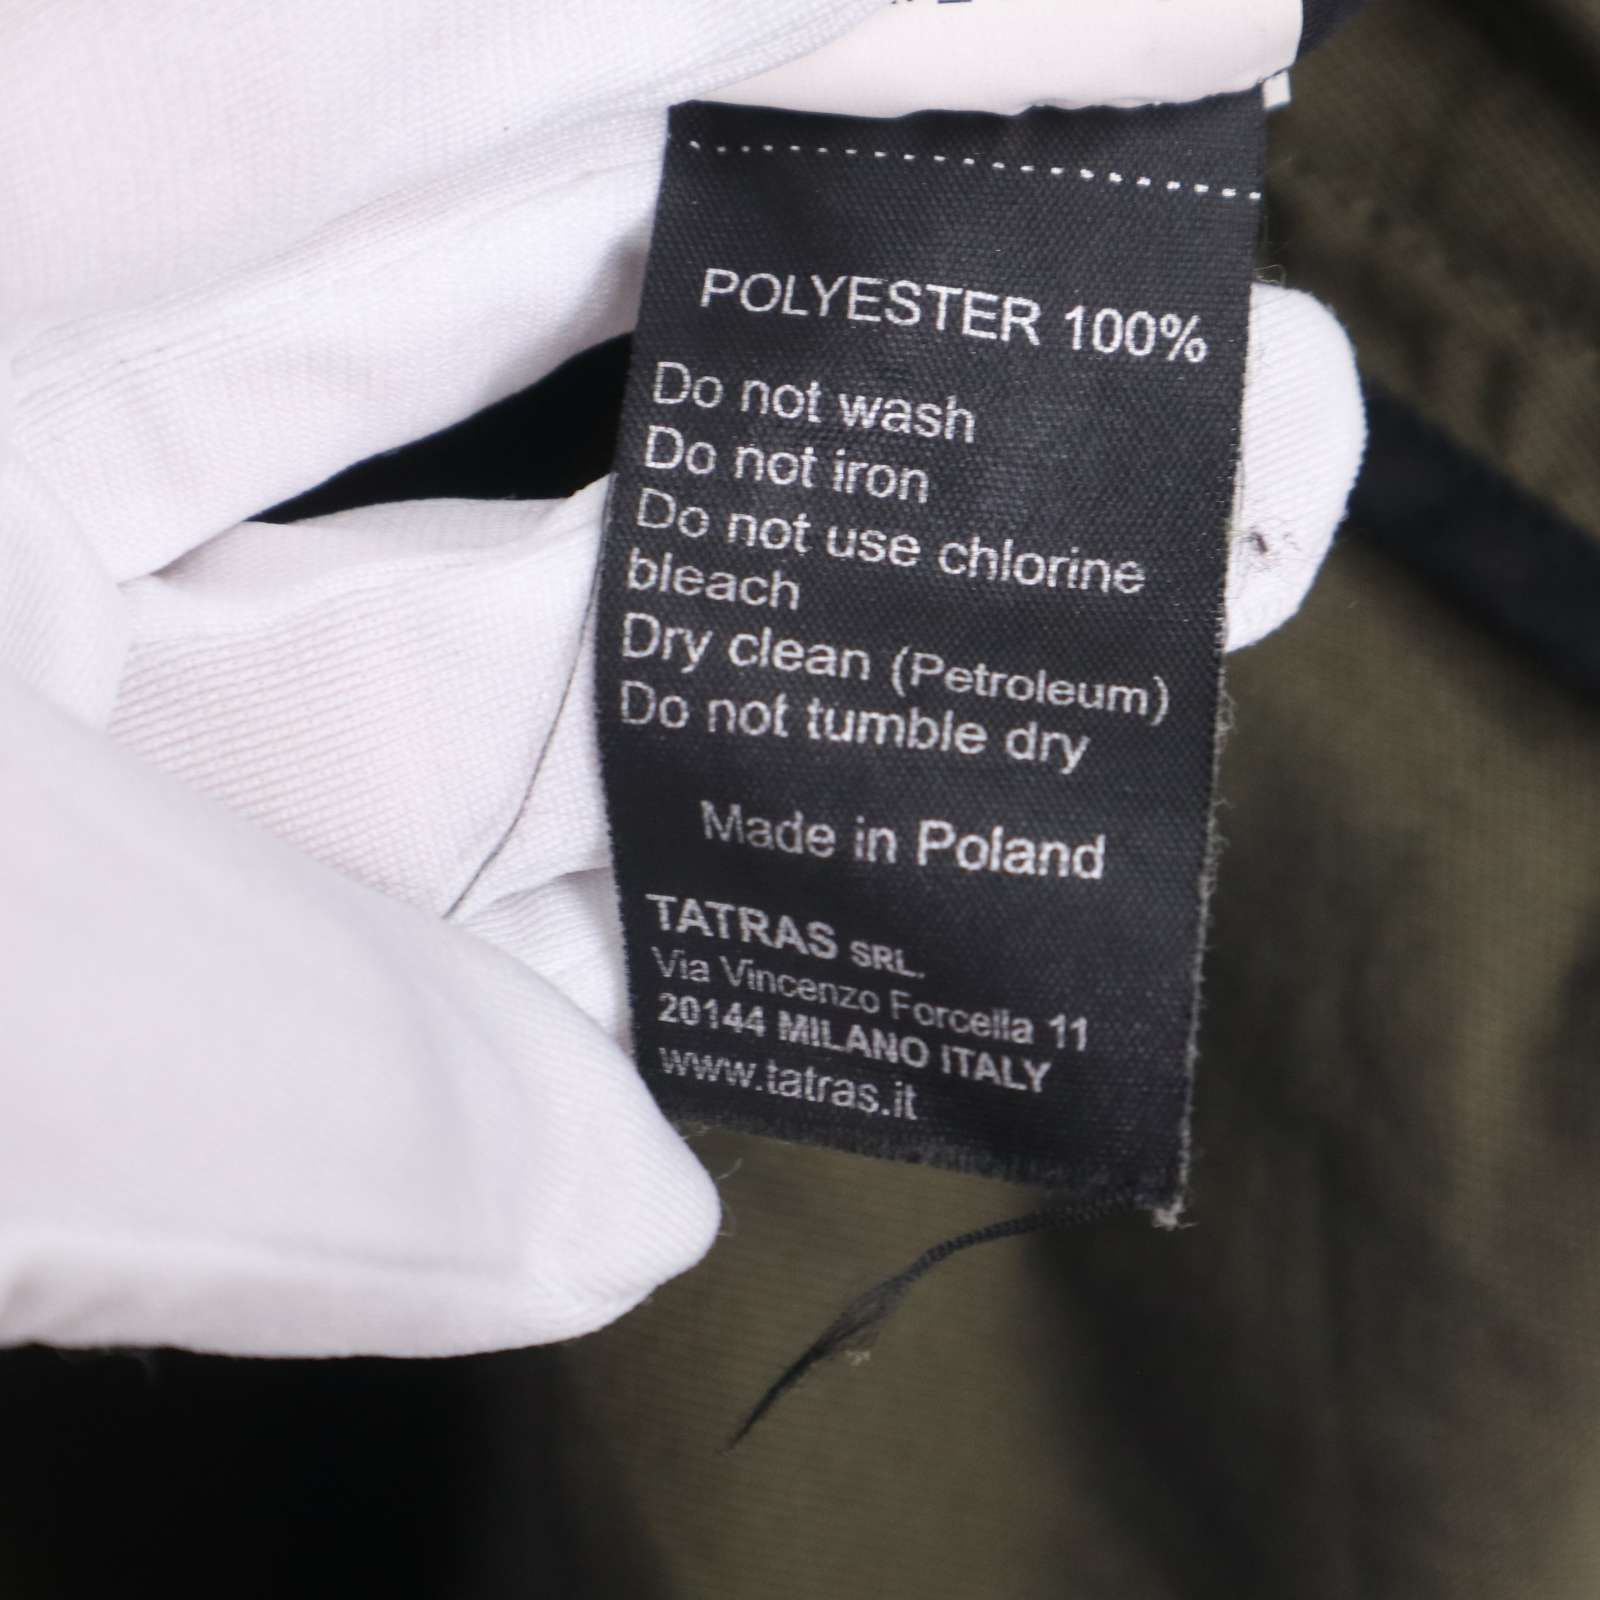 POLYESTER 100%
Do not wash
Do not iron
Do not use chlorine
bleach
Dry clean (Petroleum)
Do not tumble dry
Made in Poland
TATRAS SRL.
Via Vincenzo Forcella 11
20144 MILANO ITALY
www.tatras.it